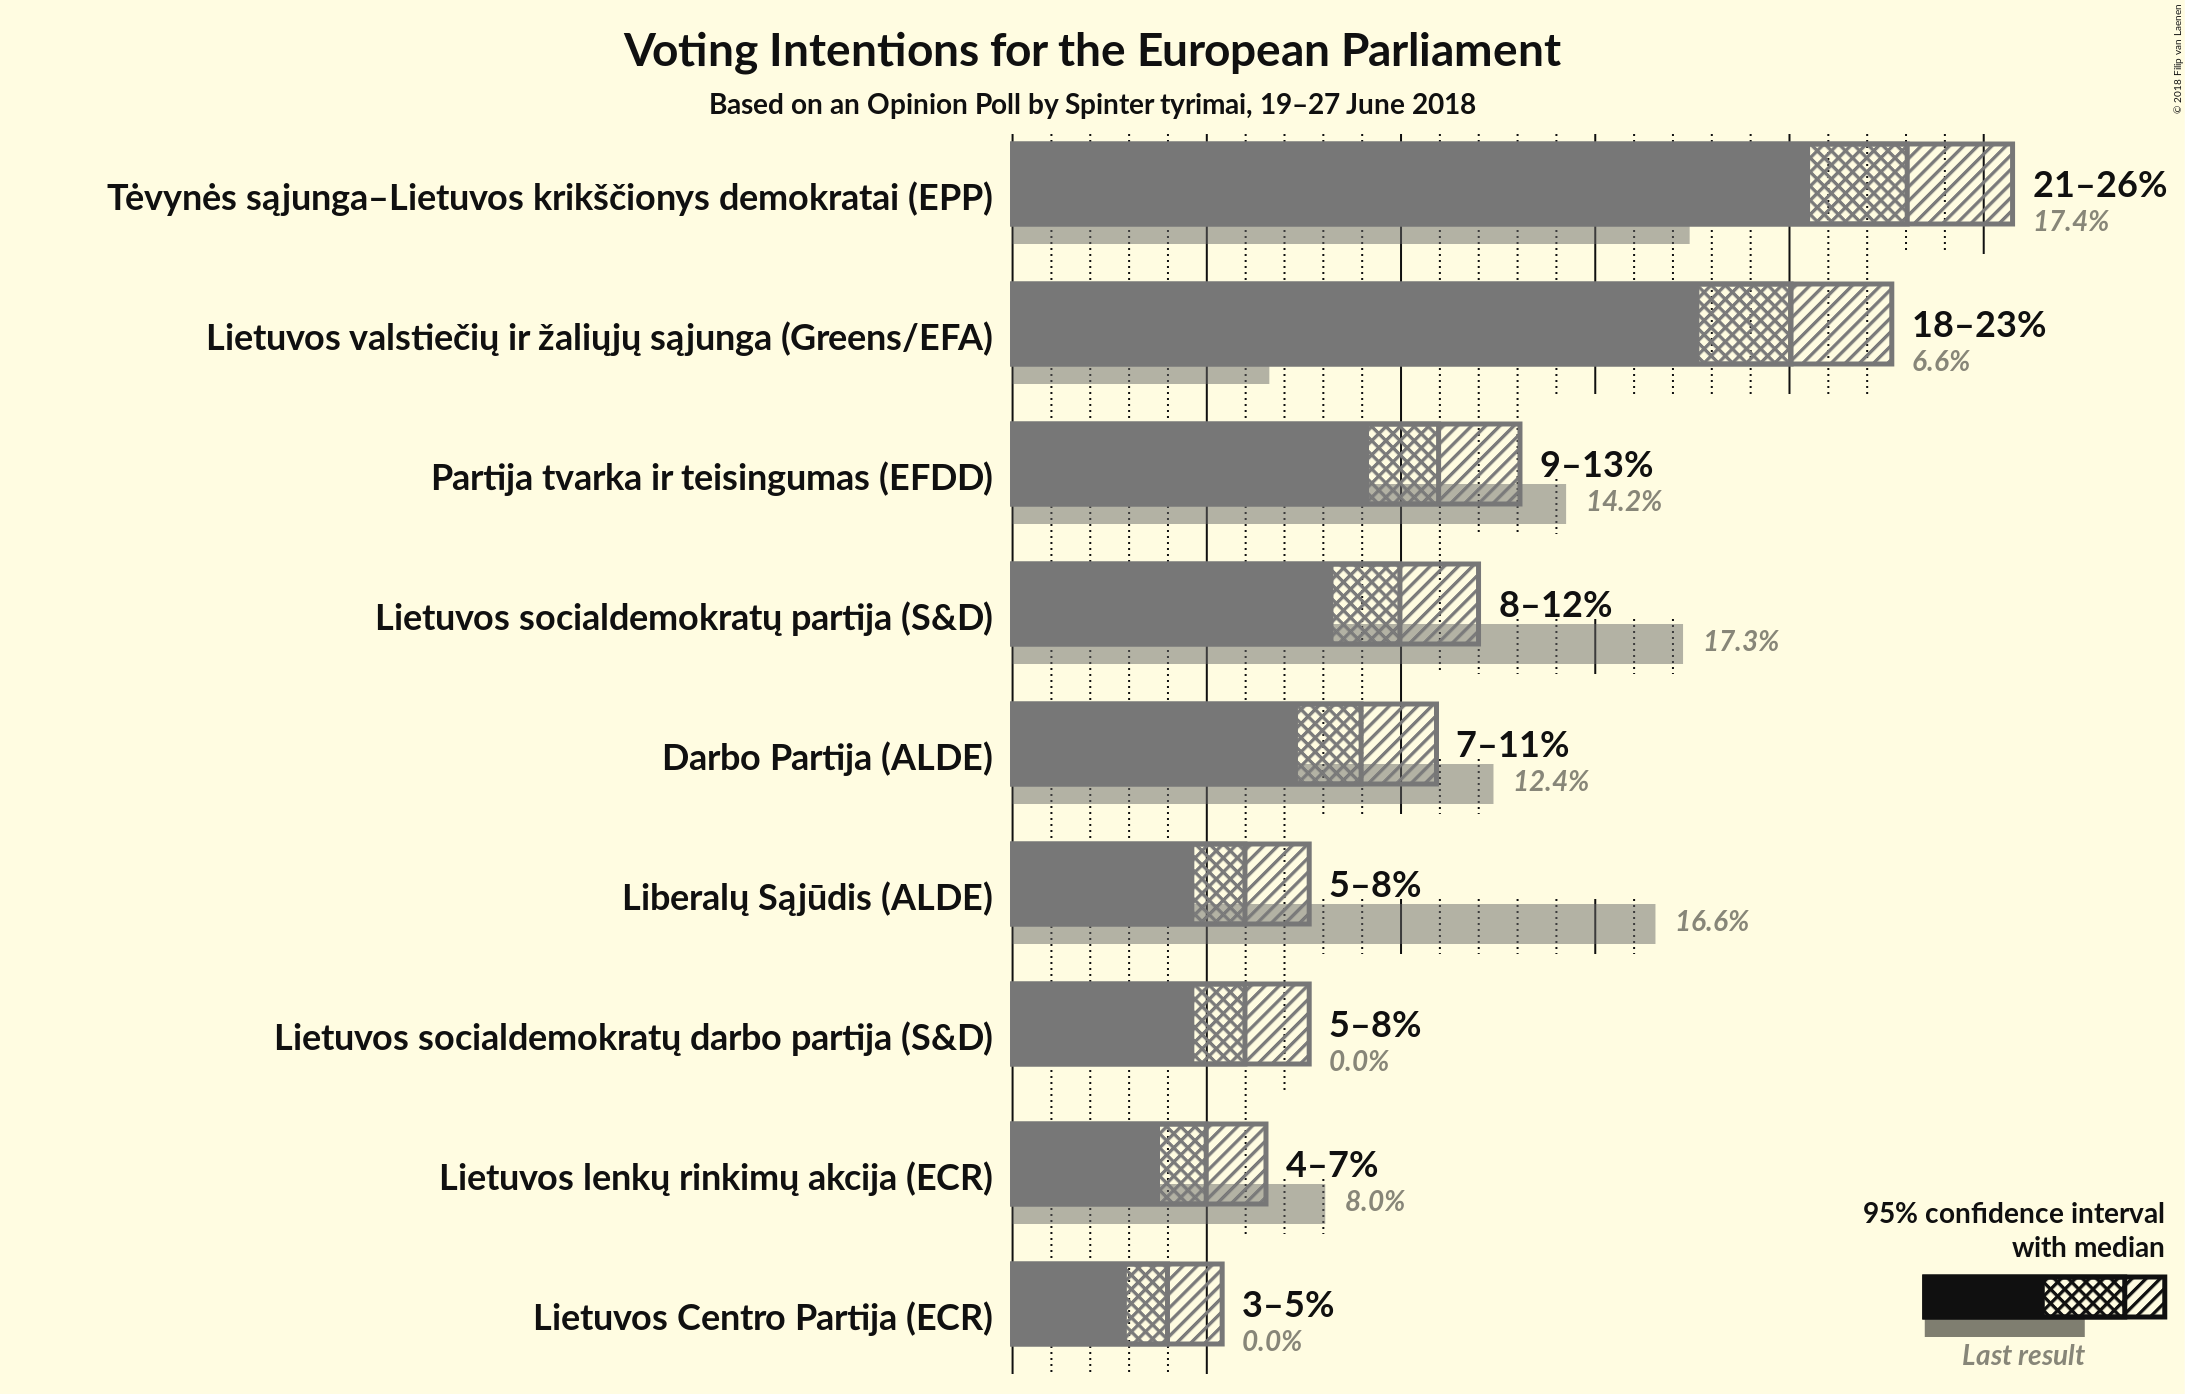 Voting Intentions for the European Parliament
Based on an Opinion Poll by Spinter tyrimai, 19–27 June 2018
© 2018 Filip van Laenen
Tėvynės sąjunga–Lietuvos krikščionys demokratai (EPP)
21–26%
17.4%
Lietuvos valstiečių ir žaliųjų sąjunga (Greens/EFA)
18–23%
6.6%
Partija tvarka ir teisingumas (EFDD)
9–13%
14.2%
Lietuvos socialdemokratų partija (S&D)
8–12%
17.3%
Darbo Partija (ALDE)
7–11%
12.4%
Liberalų Sąjūdis (ALDE)
5–8%
16.6%
Lietuvos socialdemokratų darbo partija (S&D)
5–8%
0.0%
Lietuvos lenkų rinkimų akcija (ECR)
4–7%
8.0%
Lietuvos Centro Partija (ECR)
3–5%
0.0%
95% confidence interval
with median
Last result